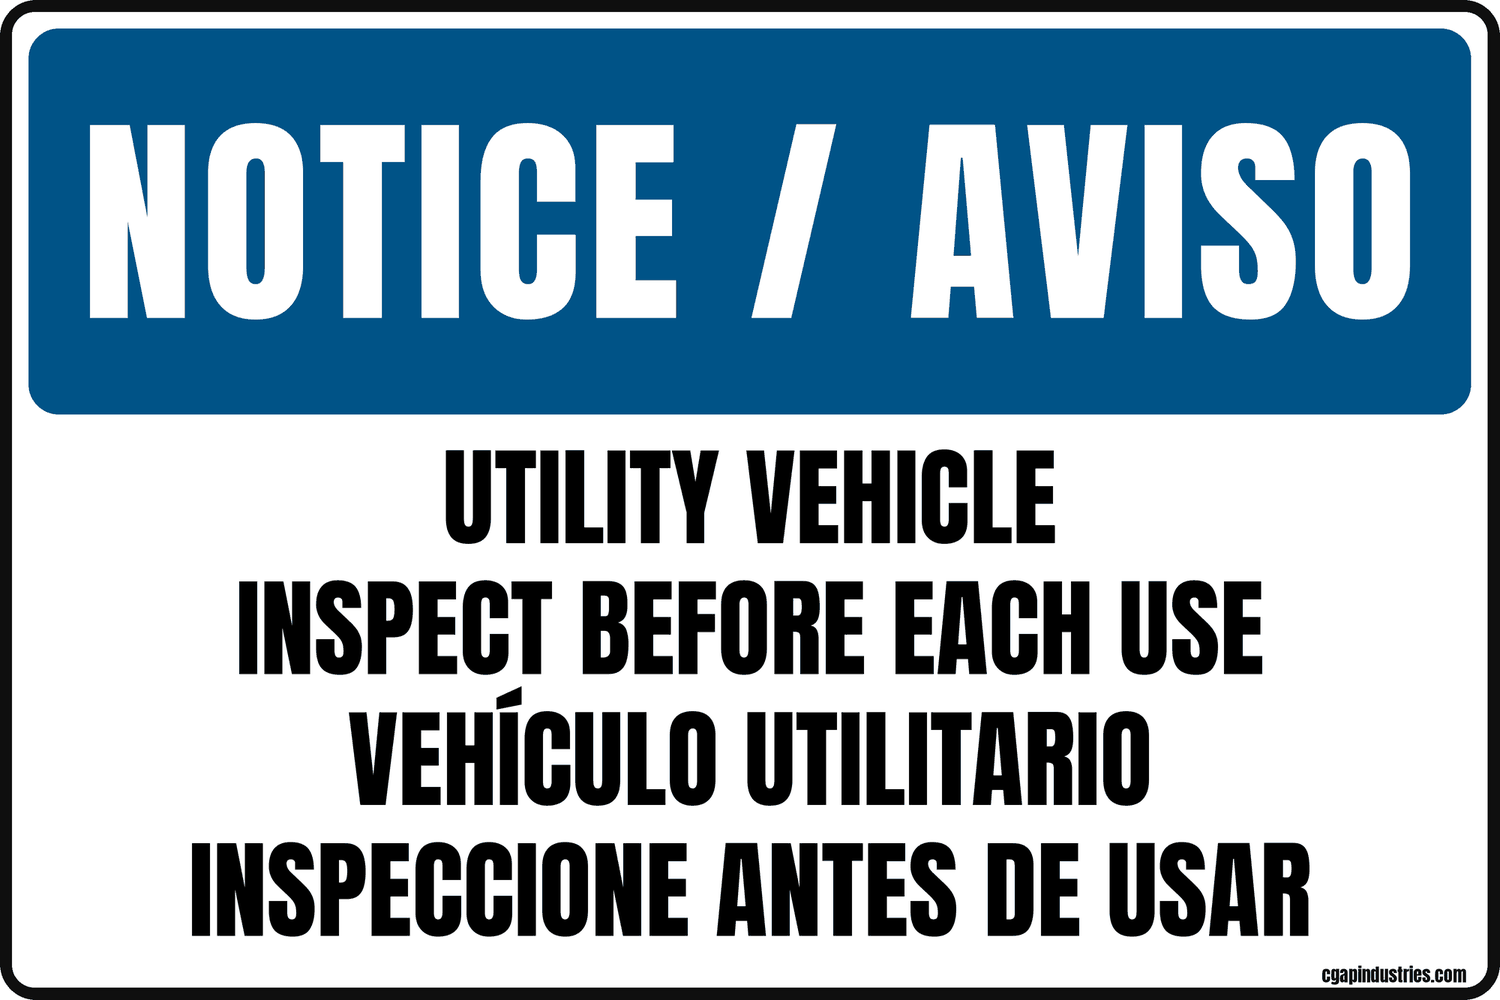 NOTICE / AVISO
UTILITY VEHICLE
INSPECT BEFORE EACH USE
VEHÍCULO UTILITARIO
INSPECCIONE ANTES DE USAR
cgapindustries.com